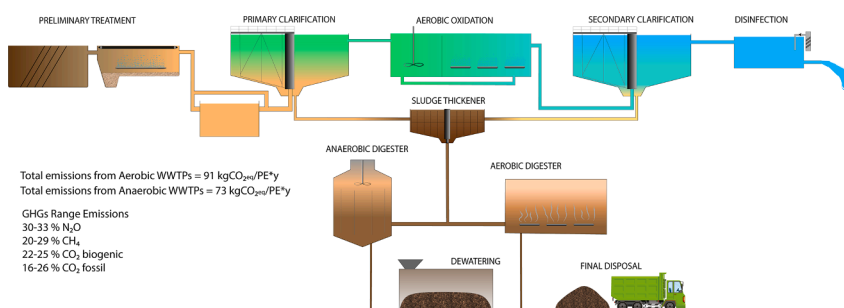 PRELIMINARY TREATMENT
PRIMARY CLARIFICATION
AEROBIC OXIDATION
SECONDARY CLARIFICATION
DISINFECTION
SLUDGE THICKENER
ANAEROBIC DIGESTER
AEROBIC DIGESTER
Total emissions from Aerobic WWTPs = 91 kgCO₂eq/PE*y
Total emissions from Anaerobic WWTPs = 73 kgCO₂eq/PE*y
GHGs Range Emissions
30-33 % N₂O
20-29 % CH₄
22-25 % CO₂ biogenic
16-26 % CO₂ fossil
DEWATERING
FINAL DISPOSAL